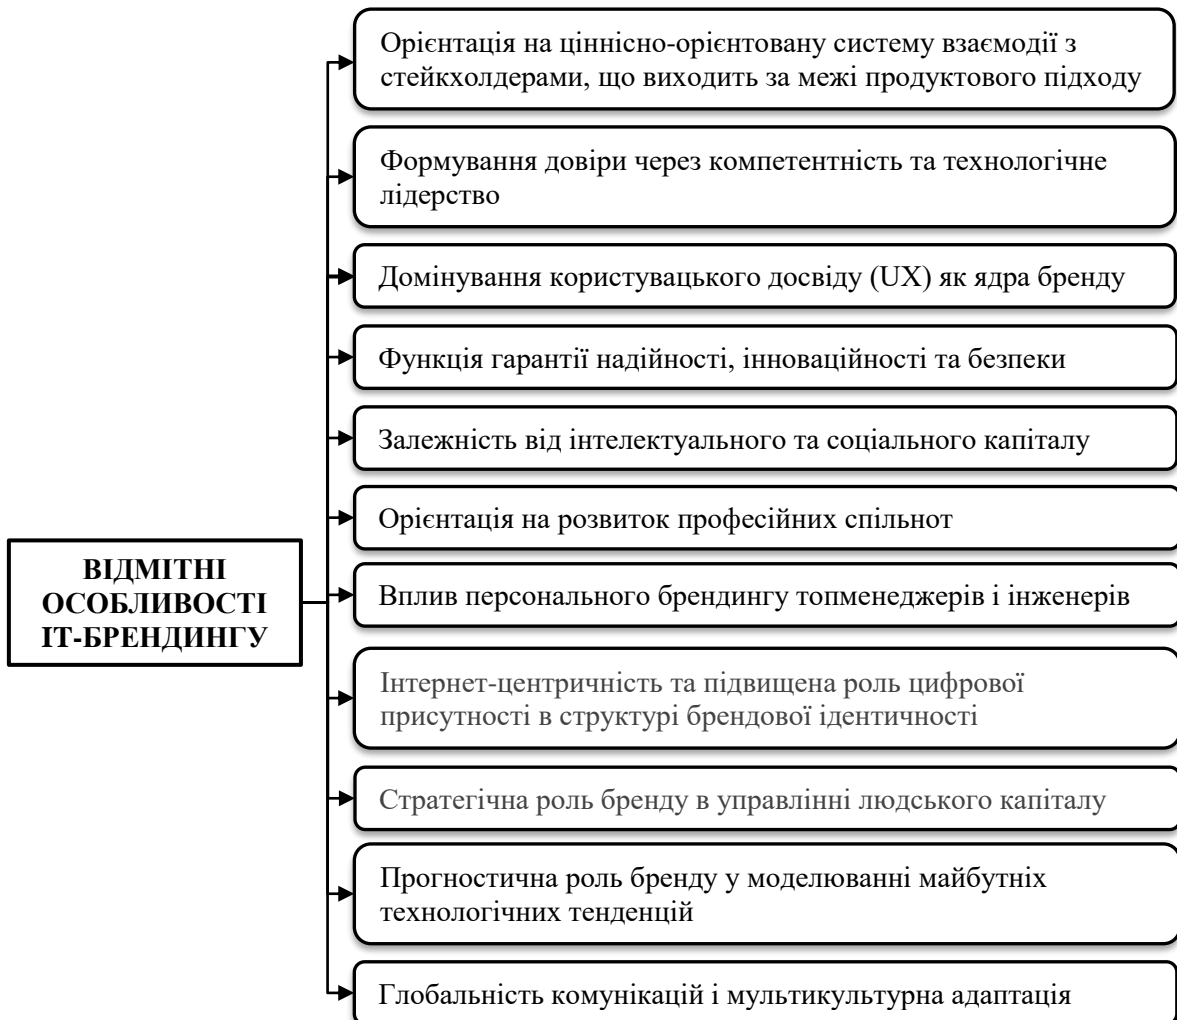 Орієнтація на ціннісно-орієнтовану систему взаємодії з
стейкхолдерами, що виходить за межі продуктового підходу
Формування довіри через компетентність та технологічне
лідерство
Домінування користувацького досвіду (UX) як ядра бренду
Функція гарантії надійності, інноваційності та безпеки
Залежність від інтелектуального та соціального капіталу
Орієнтація на розвиток професійних спільнот
ВІДМІТНІ
ОСОБЛИВОСТІ
ІТ-БРЕНДИНГУ
Вплив персонального брендингу топменеджерів і інженерів
Інтернет-центричність та підвищена роль цифрової
присутності в структурі брендової ідентичності
Стратегічна роль бренду в управлінні людського капіталу
Прогностична роль бренду у моделюванні майбутніх
технологічних тенденцій
Глобальність комунікацій і мультикультурна адаптація